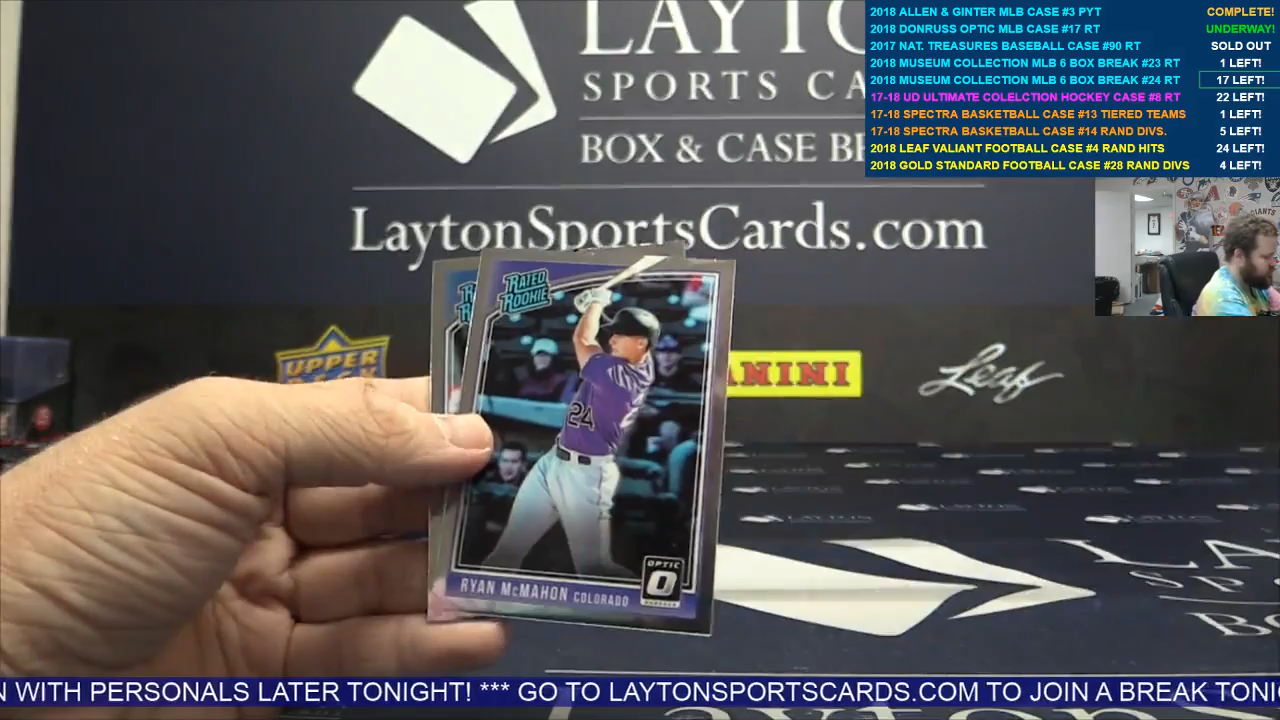 2018 ALLEN & GINTER MLB CASE #3 PYT COMPLETE!
2018 DONRUSS OPTIC MLB CASE #17 RT UNDERWAY!
2017 NAT. TREASURES BASEBALL CASE #90 RT SOLD OUT
2018 MUSEUM COLLECTION MLB 6 BOX BREAK #23 RT 1 LEFT!
2018 MUSEUM COLLECTION MLB 6 BOX BREAK #24 RT 17 LEFT!
17-18 UD ULTIMATE COLELCTION HOCKEY CASE #8 RT 22 LEFT!
17-18 SPECTRA BASKETBALL CASE #13 TIERED TEAMS 1 LEFT!
17-18 SPECTRA BASKETBALL CASE #14 RAND DIVS. 5 LEFT!
2018 LEAF VALIANT FOOTBALL CASE #4 RAND HITS 24 LEFT!
2018 GOLD STANDARD FOOTBALL CASE #28 RAND DIVS 4 LEFT!
LAYTO
SPORTS CA
BOX & CASE BR
LaytonSportsCards.com
UPPER
PANINI
Leaf
RATED
ROOKIE
24
OPTIC
RYAN McMAHON COLORADO
LA
SP
BO
N WITH PERSONALS LATER TONIGHT! *** GO TO LAYTONSPORTSCARDS.COM TO JOIN A BREAK TONI